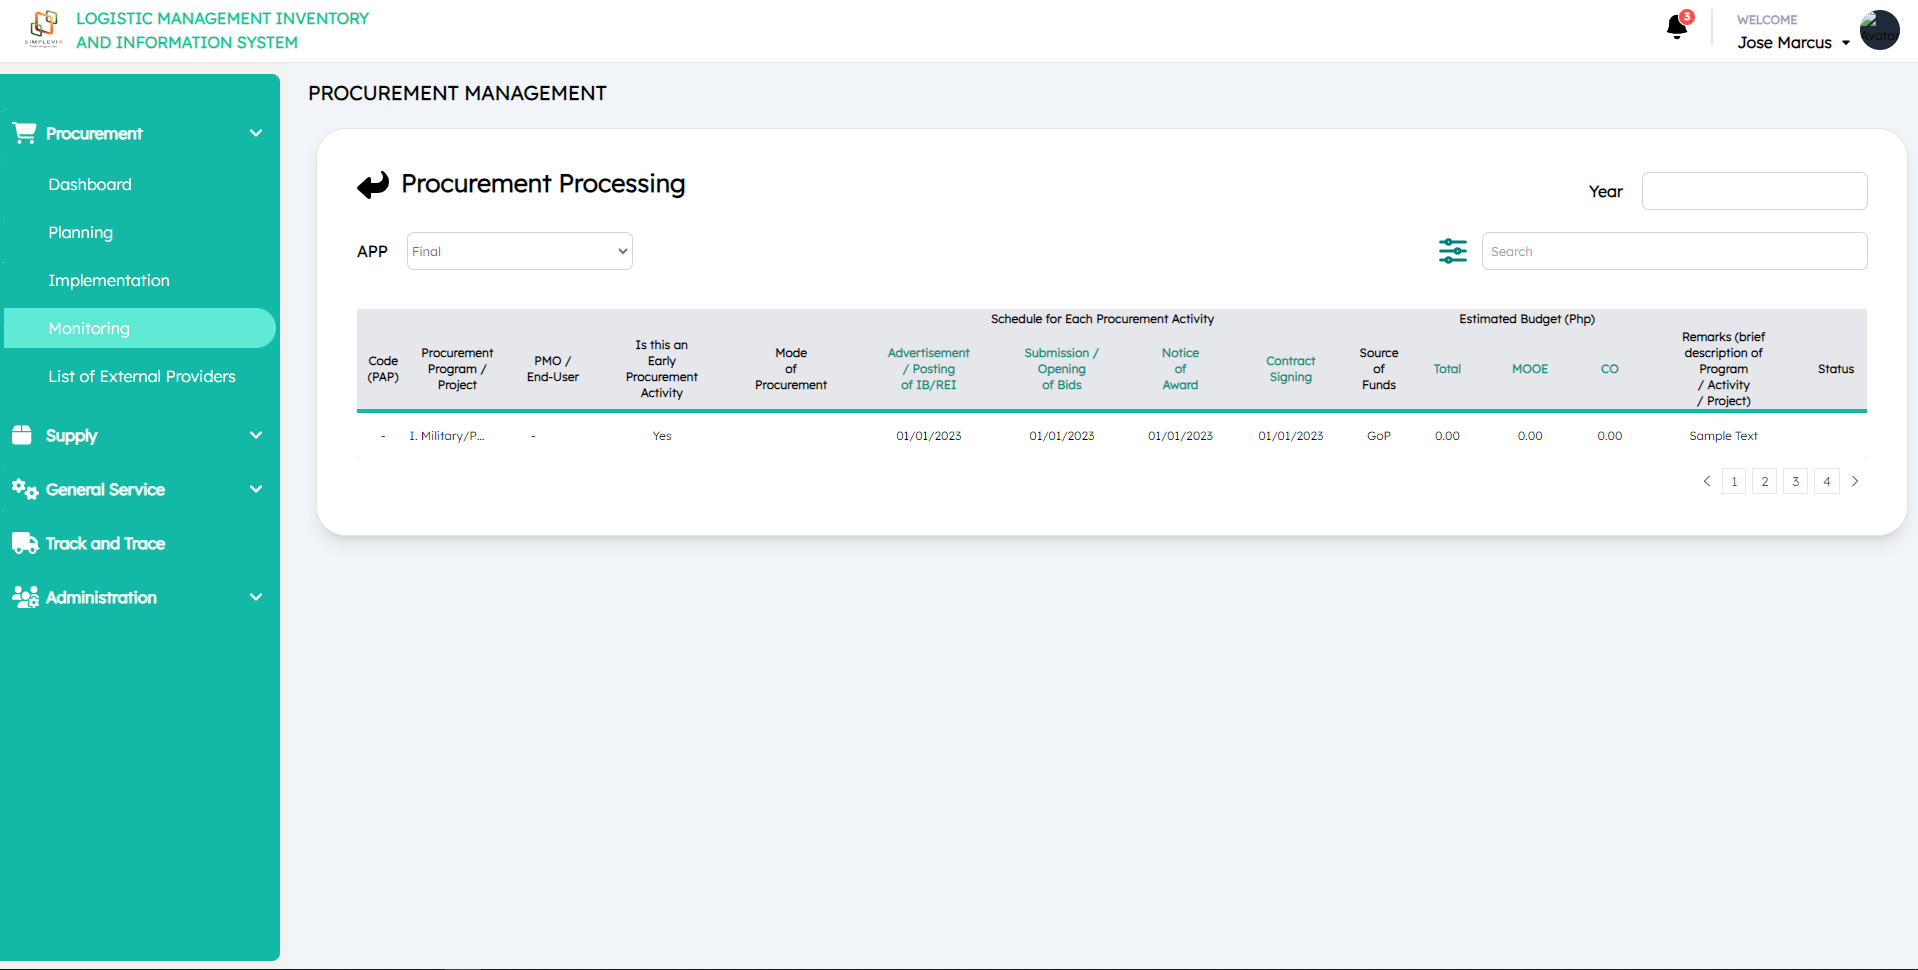 SIMPLEVIA
LOGISTIC MANAGEMENT INVENTORY
AND INFORMATION SYSTEM
3
WELCOME
Jose Marcus
Avatar
Procurement
Dashboard
Planning
Implementation
Monitoring
List of External Providers
Supply
General Service
Track and Trace
Administration
PROCUREMENT MANAGEMENT
Procurement Processing
Year
APP
Final
Search
Schedule for Each Procurement Activity
Estimated Budget (Php)
Code
(PAP)
Procurement
Program /
Project
PMO /
End-User
Is this an
Early
Procurement
Activity
Mode
of
Procurement
Advertisement
/ Posting
of IB/REI
Submission /
Opening
of Bids
Notice
of
Award
Contract
Signing
Source
of
Funds
Total
MOOE
CO
Remarks (brief
description of
Program
/ Activity
/ Project)
Status
- I. Military/P... - Yes 01/01/2023 01/01/2023 01/01/2023 01/01/2023 GoP 0.00 0.00 0.00 Sample Text
1 2 3 4